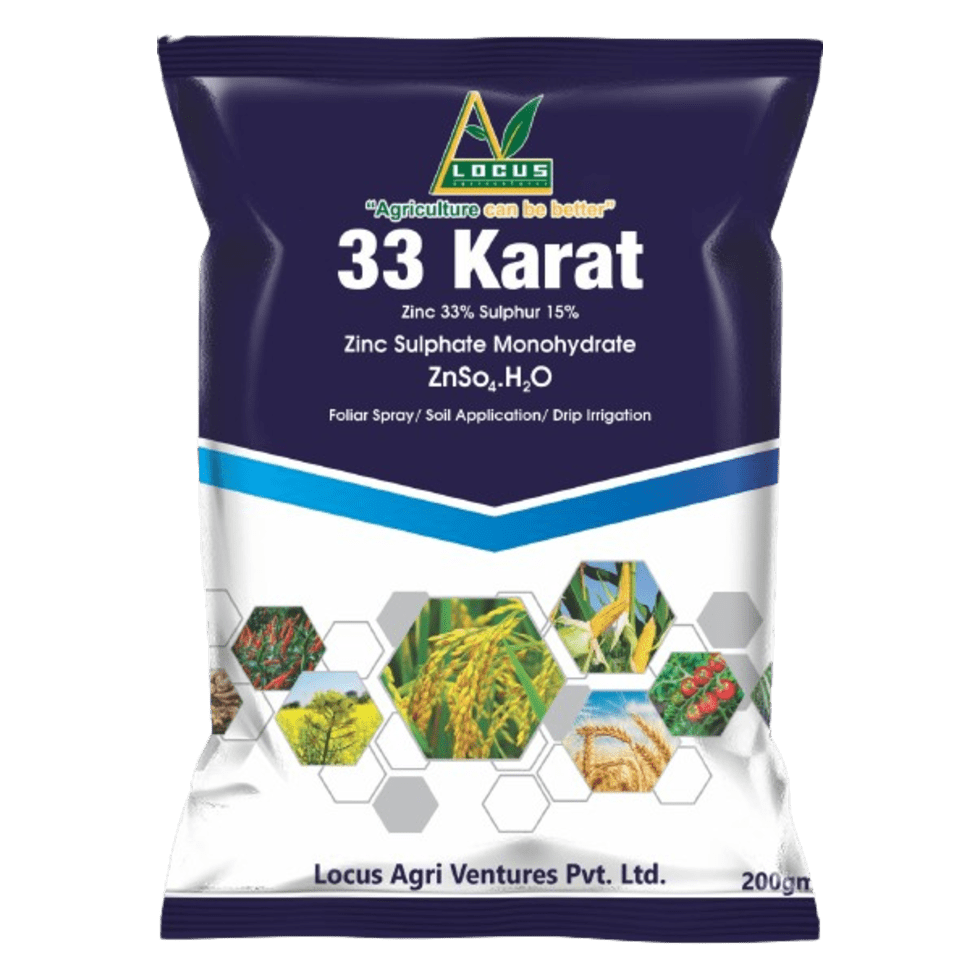 LOCUS
"Agriculture can be better"
33 Karat
Zinc 33% Sulphur 15%
Zinc Sulphate Monohydrate
ZnSo₄.H₂O
Foliar Spray/ Soil Application/ Drip Irrigation
Locus Agri Ventures Pvt. Ltd.
200gm